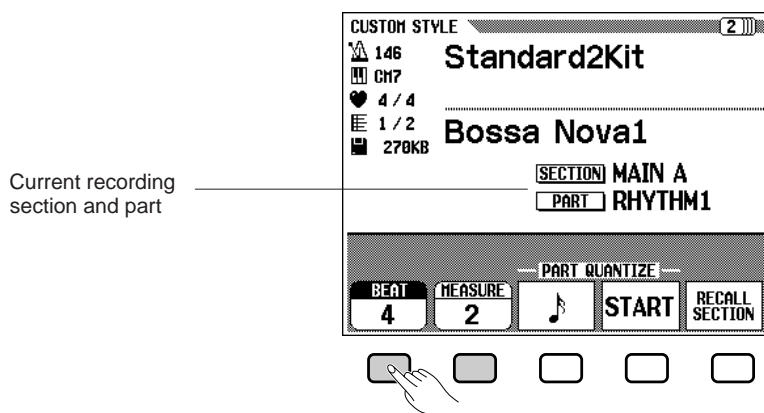 CUSTOM STYLE 2
146
Standard2Kit
CM7
4/4
1/2
Bossa Nova1
270KB
SECTION MAIN A
Current recording
section and part
PART RHYTHM1
PART QUANTIZE
BEAT MEASURE
4 2 START RECALL SECTION